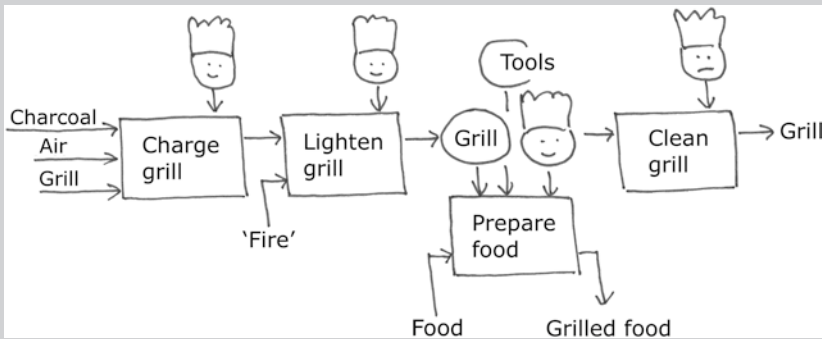 Tools
Charcoal
Air
Grill
Charge
grill
Lighten
grill
Grill
Clean
grill
Grill
'Fire'
Prepare
food
Food
Grilled food